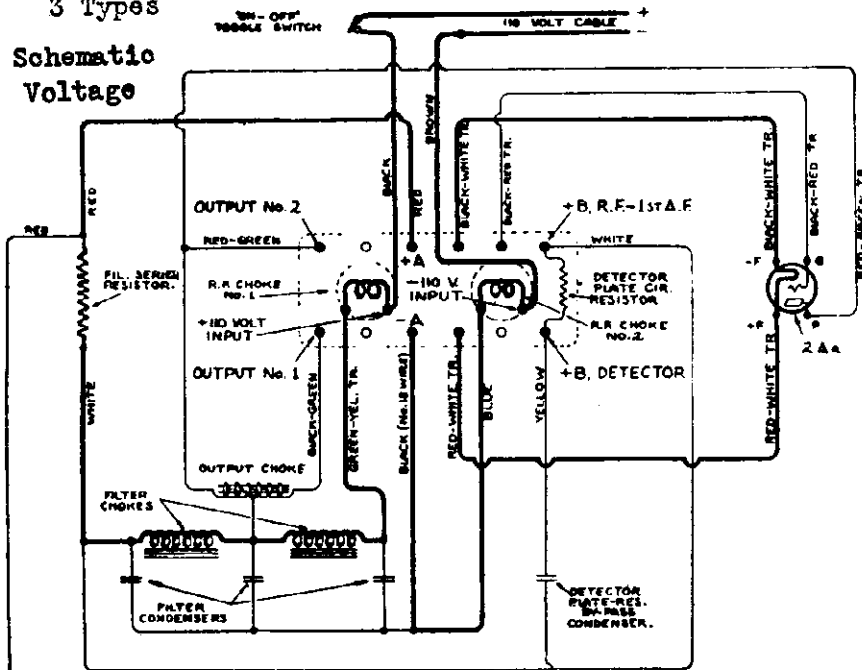 3 Types
Schematic
Voltage
"ON-OFF"
TOGGLE SWITCH
110 VOLT CABLE
+
−
BROWN
BLACK
RED
BLACK-WHITE TR.
BLACK-RED TR.
RED
RED
OUTPUT No. 2
RED-GREEN
+A
+B, R.F.-1ST A.F.
WHITE
BLACK-WHITE TR.
BLACK-RED TR.
FIL. SERIES
RESISTOR.
R.F. CHOKE
No. 1
−110 V.
INPUT
DETECTOR
PLATE CIR.
RESISTOR
-F
G
+110 VOLT
INPUT
-A
R.F. CHOKE
NO. 2
+F
P
OUTPUT No. 1
+B, DETECTOR
WHITE
BLACK-GREEN
GREEN-YEL. TR.
BLACK (No. 18 WIRE)
RED-WHITE TR.
BLUE
YELLOW
RED-WHITE TR.
OUTPUT CHOKE
FILTER
CHOKES
FILTER
CONDENSERS
DETECTOR
PLATE-RES.
BY-PASS
CONDENSER.